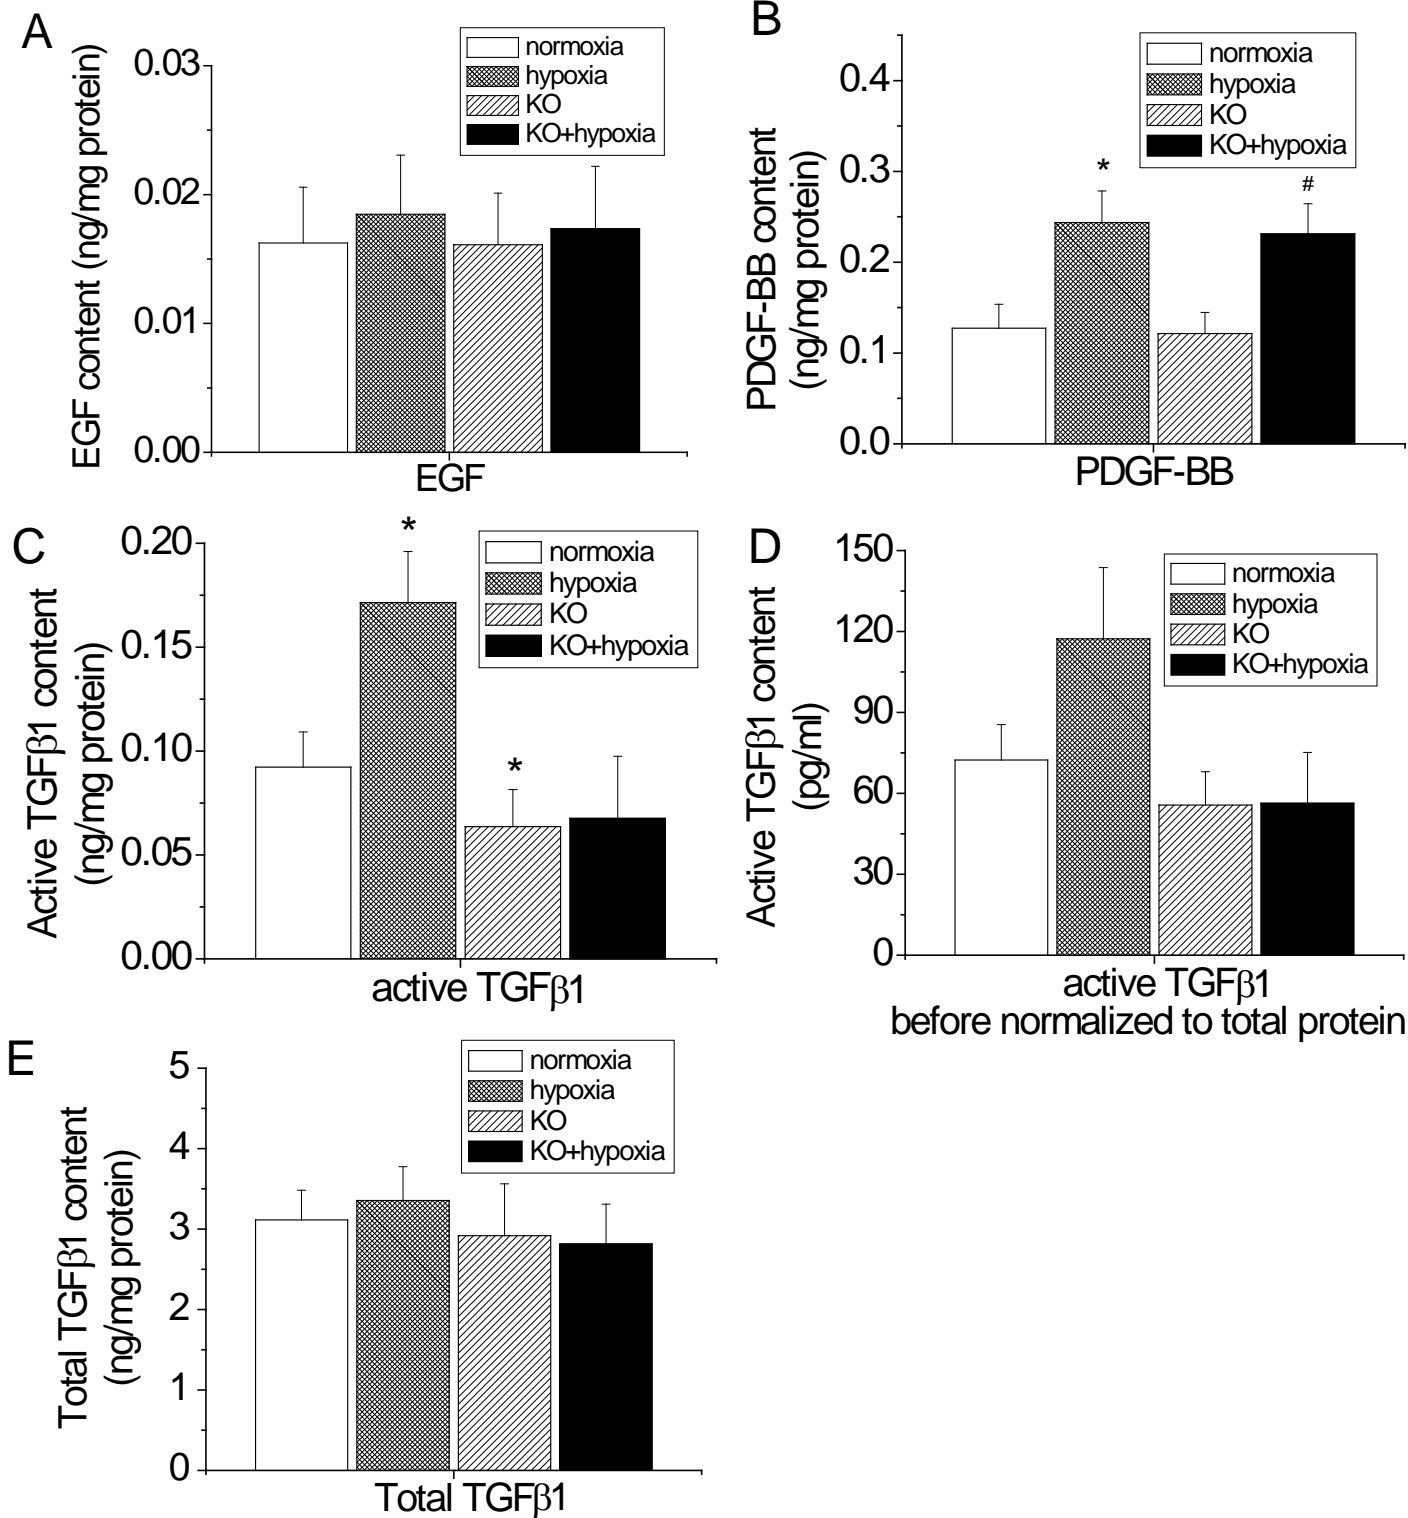 A
EGF content (ng/mg protein)
0.03
0.02
0.01
0.00
normoxia
hypoxia
KO
KO+hypoxia
EGF
B
PDGF-BB content
(ng/mg protein)
0.4
0.3
0.2
0.1
0.0
normoxia
hypoxia
KO
KO+hypoxia
*
#
PDGF-BB
C
Active TGFβ1 content
(ng/mg protein)
0.20
0.15
0.10
0.05
0.00
*
*
normoxia
hypoxia
KO
KO+hypoxia
active TGFβ1
D
Active TGFβ1 content
(pg/ml)
150
120
90
60
30
0
normoxia
hypoxia
KO
KO+hypoxia
active TGFβ1
before normalized to total protein
E
Total TGFβ1 content
(ng/mg protein)
5
4
3
2
1
0
normoxia
hypoxia
KO
KO+hypoxia
Total TGFβ1